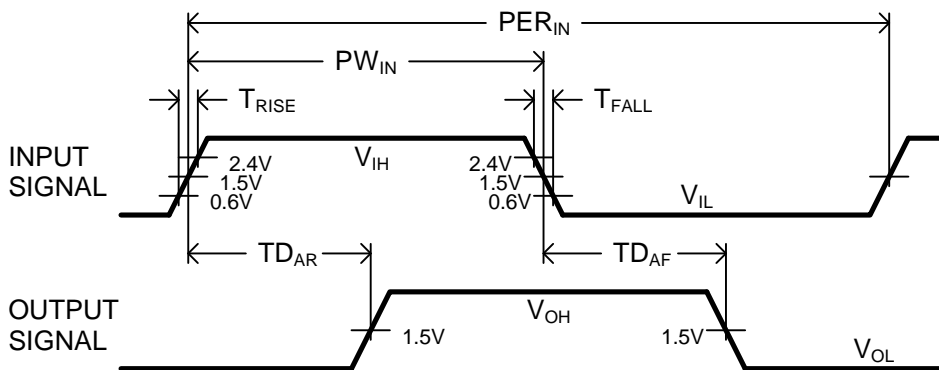 PER_IN
PW_IN
T_RISE
T_FALL
INPUT
SIGNAL
V_IH
2.4V
1.5V
0.6V
2.4V
1.5V
0.6V
V_IL
TD_AR
TD_AF
OUTPUT
SIGNAL
V_OH
1.5V
1.5V
V_OL